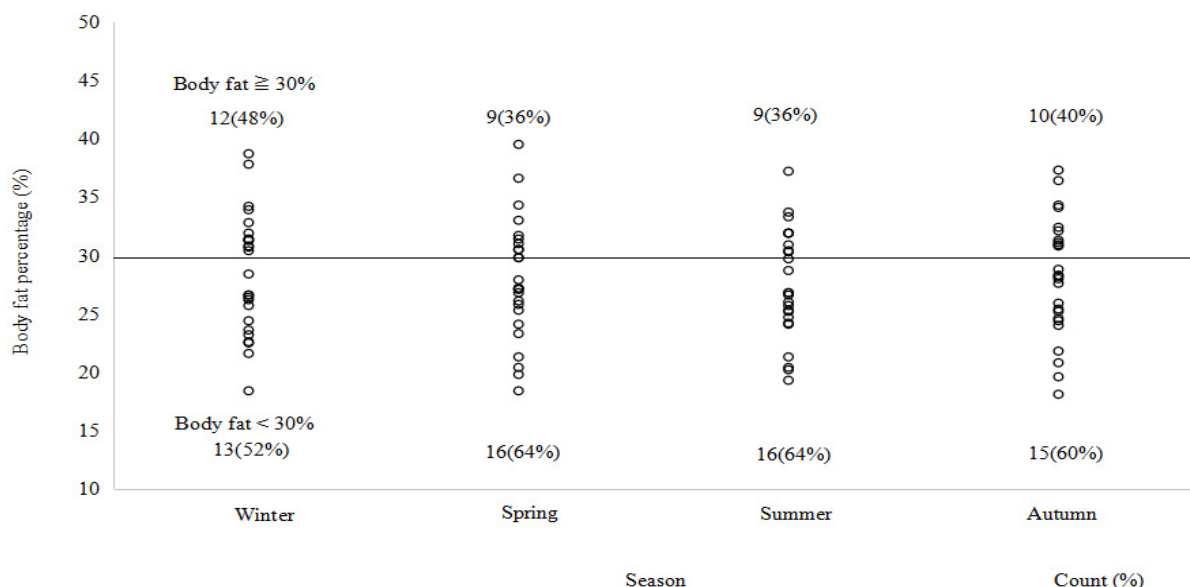 50
45
Body fat ≧ 30%
12(48%) 9(36%) 9(36%) 10(40%)
40
35
30
25
20
15
Body fat < 30%
13(52%) 16(64%) 16(64%) 15(60%)
10
Body fat percentage (%)
Winter Spring Summer Autumn
Season Count (%)